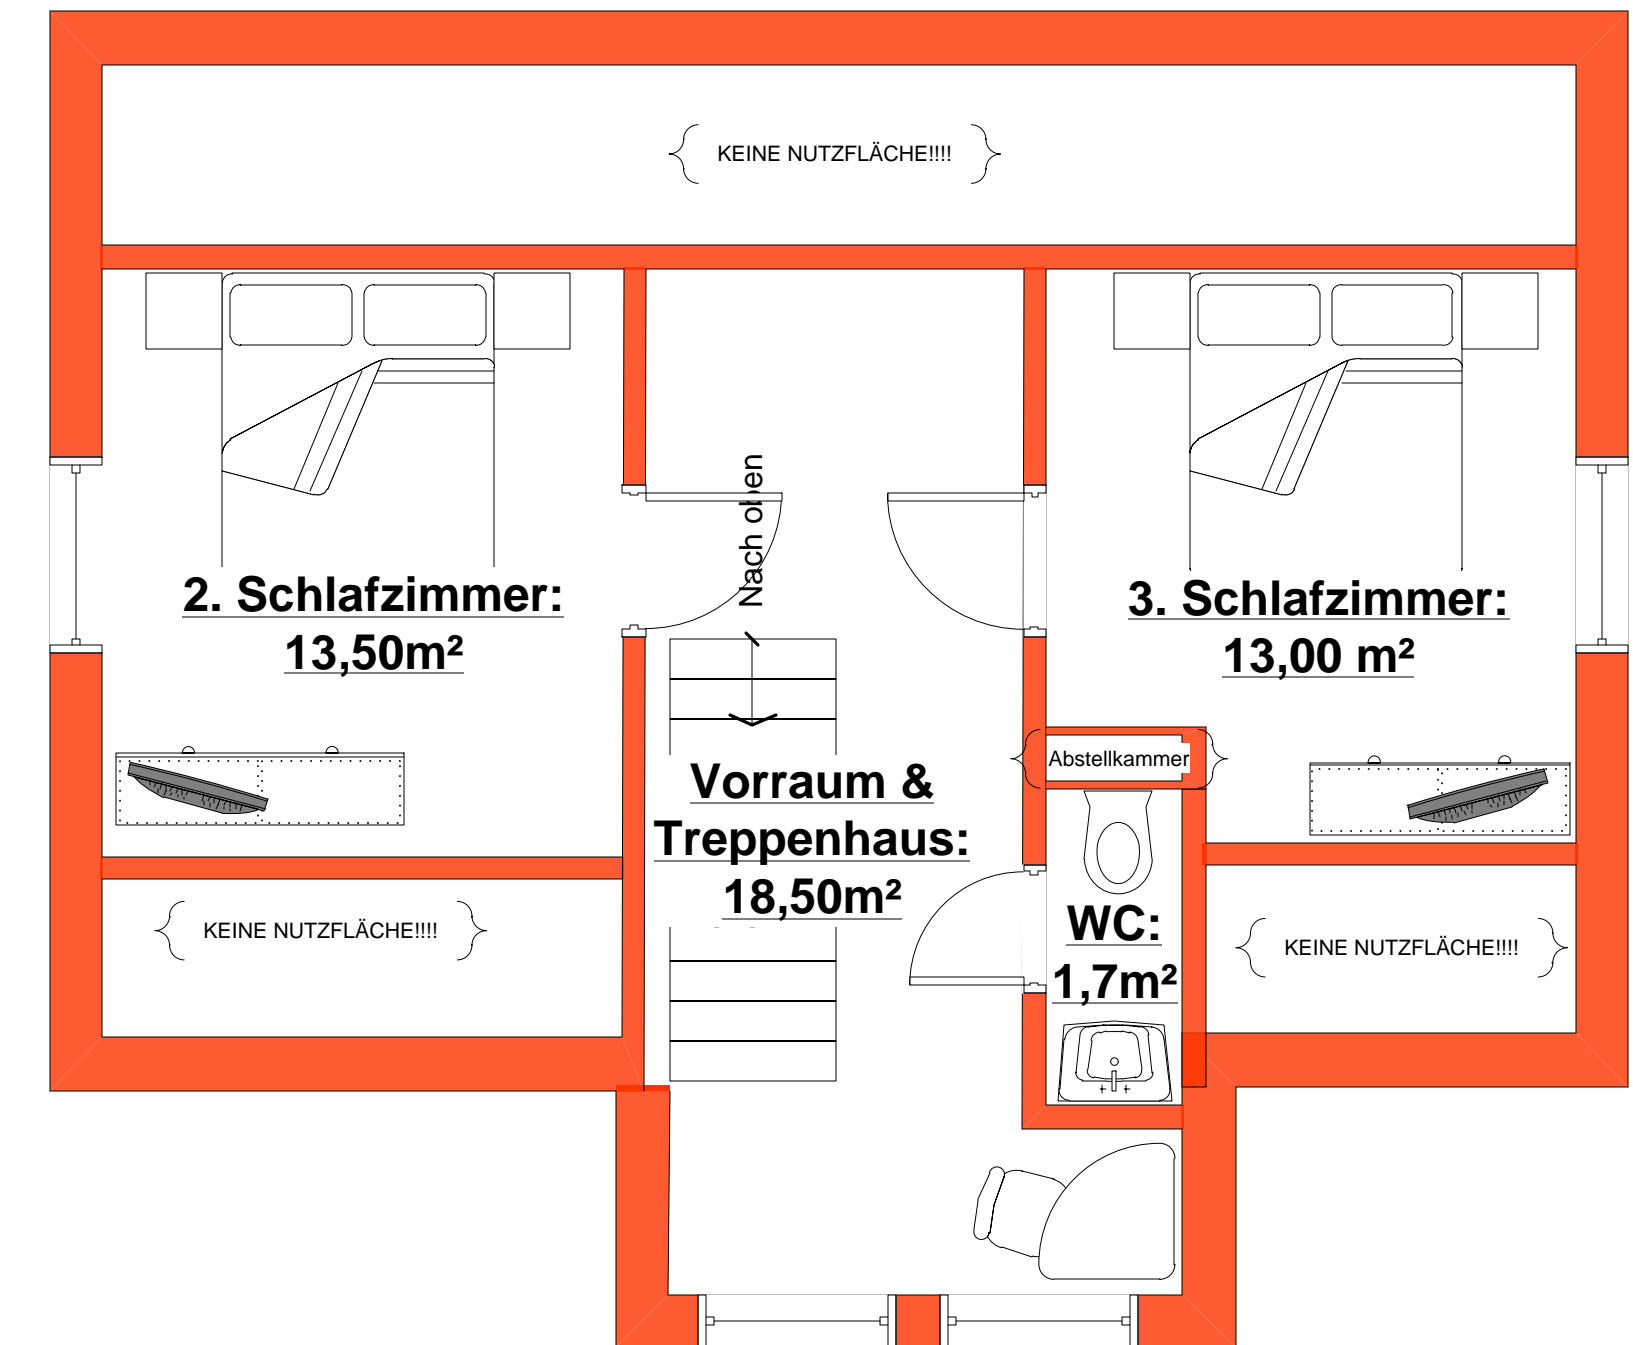 KEINE NUTZFLÄCHE!!!!
Nach oben
2. Schlafzimmer:
13,50m²
3. Schlafzimmer:
13,00 m²
Abstellkammer
Vorraum &
Treppenhaus:
18,50m²
WC:
1,7m²
KEINE NUTZFLÄCHE!!!!
KEINE NUTZFLÄCHE!!!!